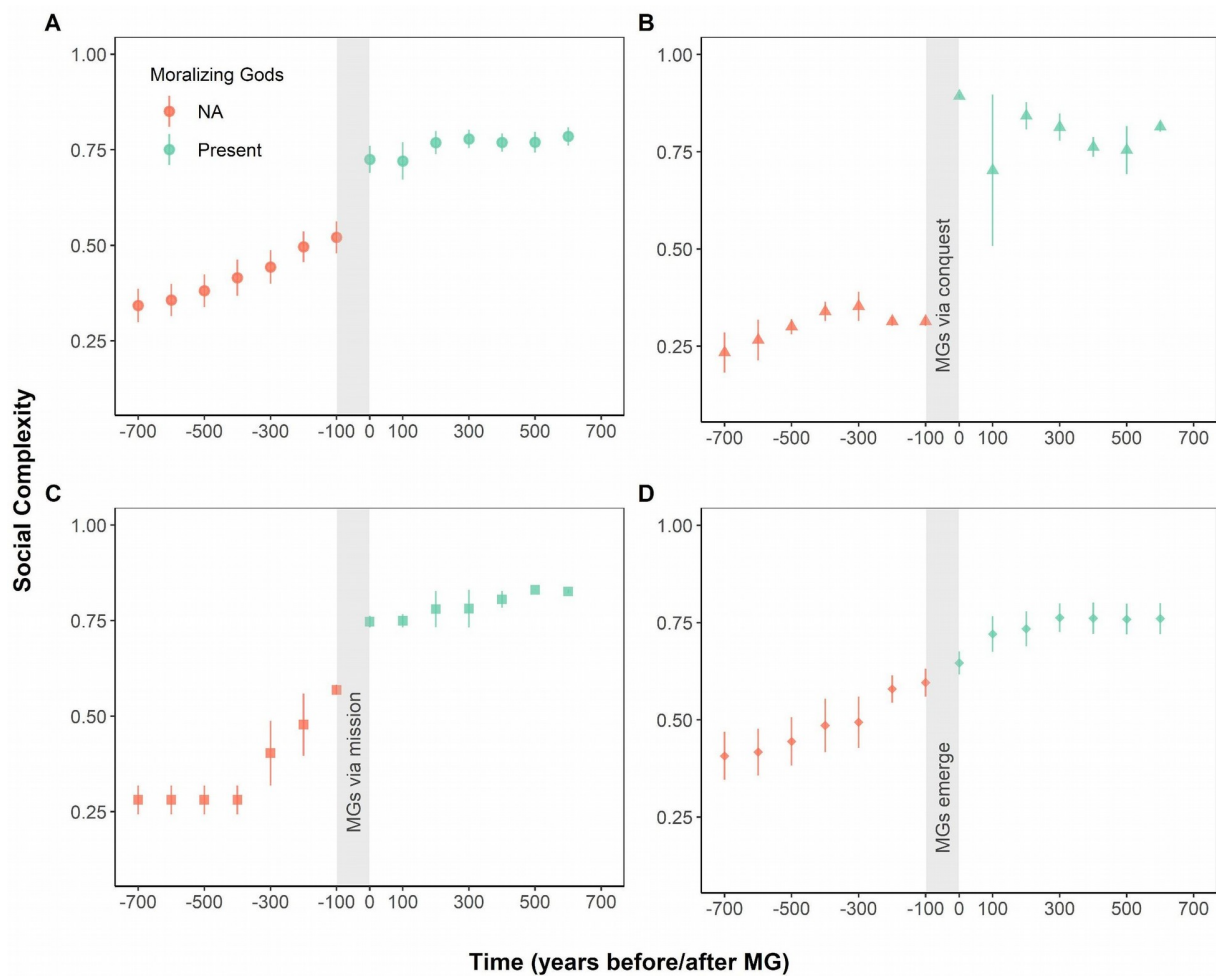 A
B
Moralizing Gods
NA
Present
1.00
0.75
0.50
0.25
-700 -500 -300 -100 0 100 300 500 700
1.00
0.75
0.50
0.25
MGs via conquest
-700 -500 -300 -100 0 100 300 500 700
Social Complexity
C
D
1.00
0.75
0.50
0.25
MGs via mission
-700 -500 -300 -100 0 100 300 500 700
1.00
0.75
0.50
0.25
MGs emerge
-700 -500 -300 -100 0 100 300 500 700
Time (years before/after MG)